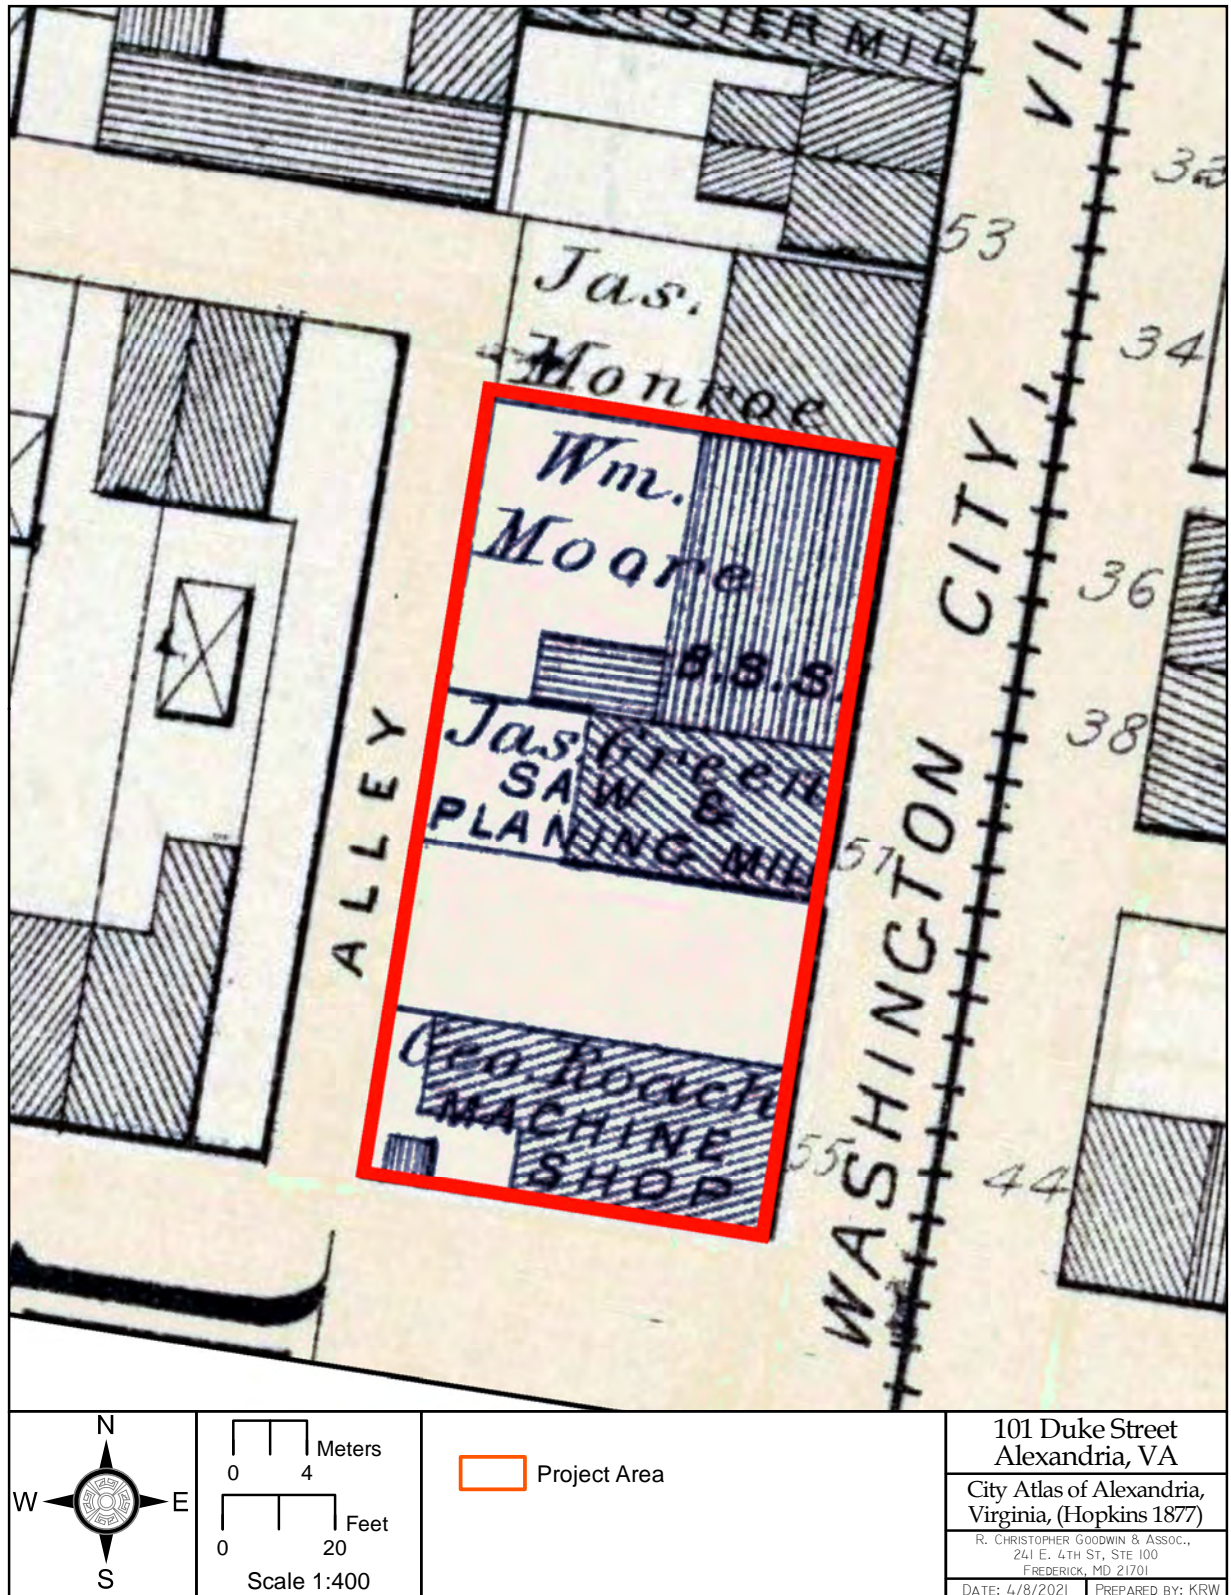 MILL
VI
32
53
Jas.
Monroe
34
Wm.
Moore
36
B.S.S.
38
Jas. Green
SAW &
PLANING MILL
57
ALLEY
WASHINGTON CITY,
Geo Roach
MACHINE
SHOP
55
44
N
W E
S
Meters
0 4
Feet
0 20
Scale 1:400
Project Area
101 Duke Street
Alexandria, VA
City Atlas of Alexandria,
Virginia, (Hopkins 1877)
R. Christopher Goodwin & Assoc.,
241 E. 4th St, Ste 100
Frederick, MD 21701
Date: 4/8/2021 Prepared by: KRW